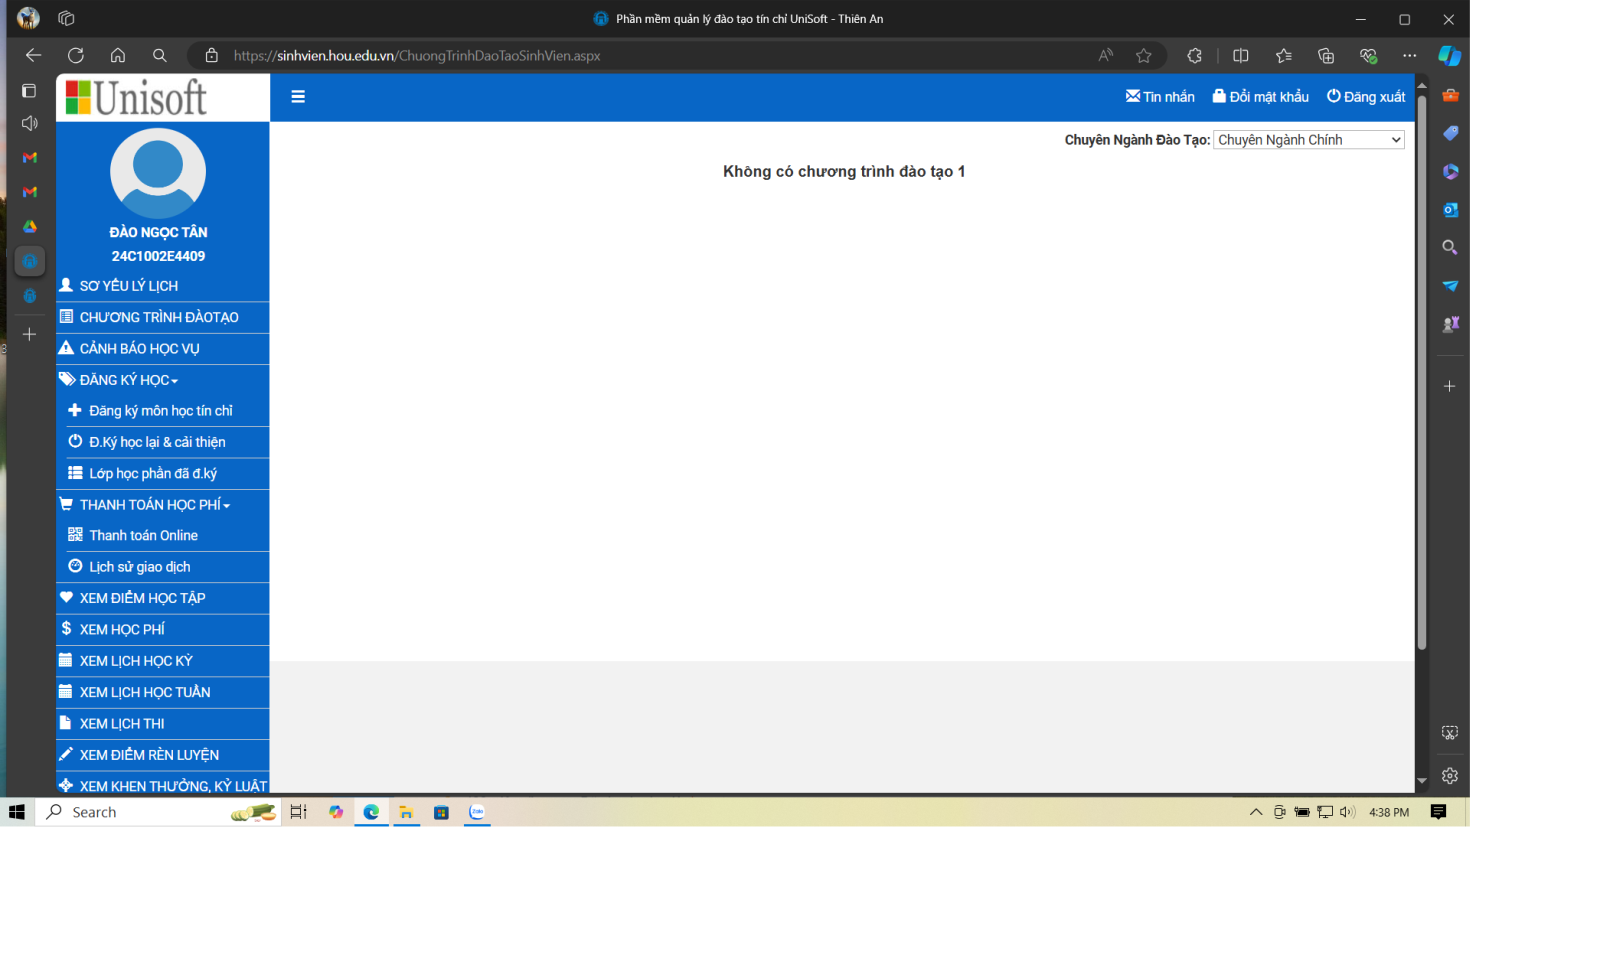 Phần mềm quản lý đào tạo tín chỉ UniSoft - Thiên An
https://sinhvien.hou.edu.vn/ChuongTrinhDaoTaoSinhVien.aspx
Unisoft
Tin nhắn
Đổi mật khẩu
Đăng xuất
Chuyên Ngành Đào Tạo: Chuyên Ngành Chính
Không có chương trình đào tạo 1
ĐÀO NGỌC TÂN
24C1002E4409
SƠ YẾU LÝ LỊCH
CHƯƠNG TRÌNH ĐÀOTẠO
CẢNH BÁO HỌC VỤ
ĐĂNG KÝ HỌC
Đăng ký môn học tín chỉ
Đ.Ký học lại & cải thiện
Lớp học phần đã đ.ký
THANH TOÁN HỌC PHÍ
Thanh toán Online
Lịch sử giao dịch
XEM ĐIỂM HỌC TẬP
XEM HỌC PHÍ
XEM LỊCH HỌC KỲ
XEM LỊCH HỌC TUẦN
XEM LỊCH THI
XEM ĐIỂM RÈN LUYỆN
XEM KHEN THƯỞNG, KỶ LUẬT
Search
Zalo
4:38 PM